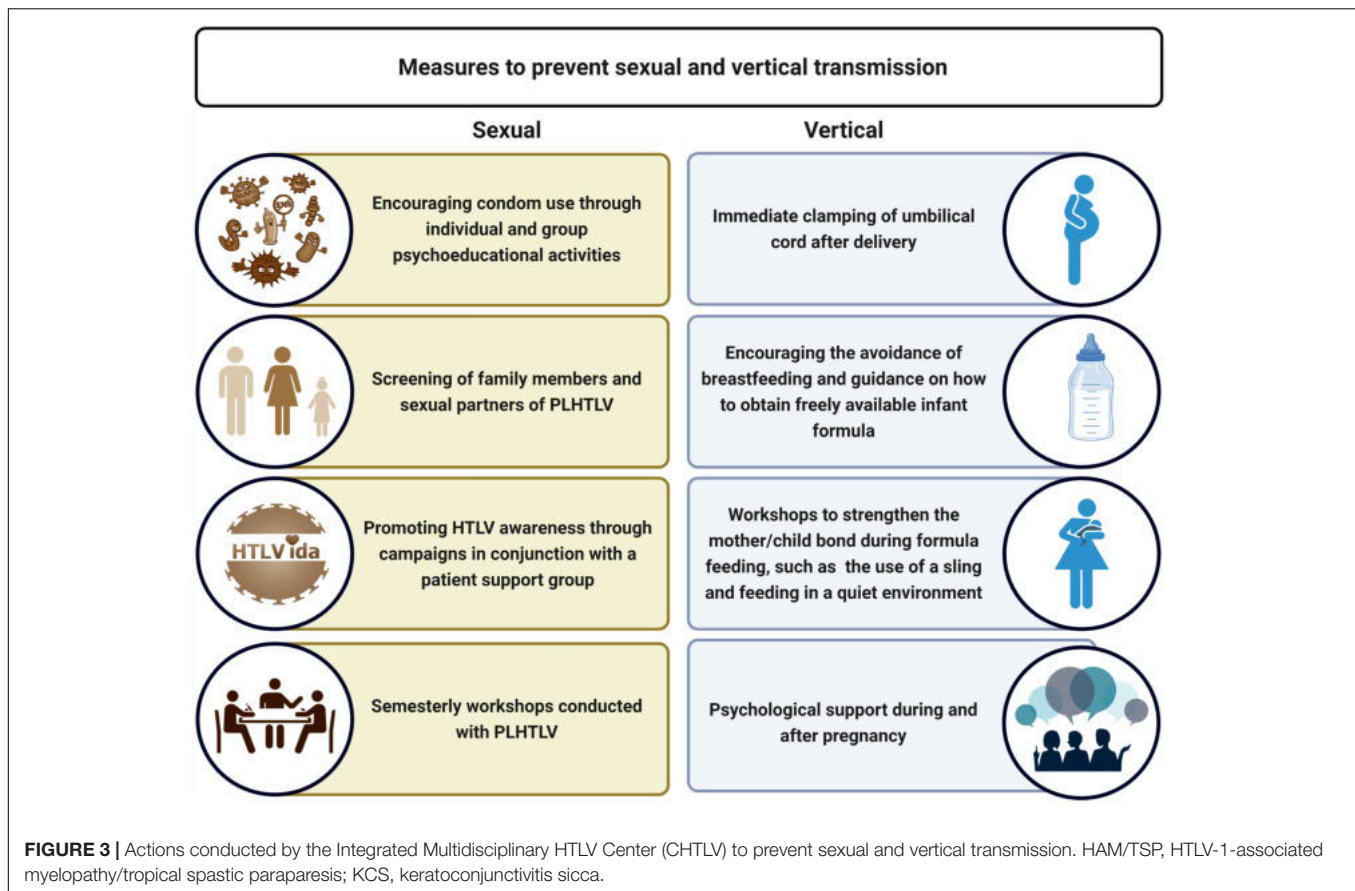 Measures to prevent sexual and vertical transmission
Sexual
Vertical
Encouraging condom use through
individual and group
psychoeducational activities
Immediate clamping of umbilical
cord after delivery
Screening of family members and
sexual partners of PLHTLV
Encouraging the avoidance of
breastfeeding and guidance on how
to obtain freely available infant
formula
HTLVida
Promoting HTLV awareness through
campaigns in conjunction with a
patient support group
Workshops to strengthen the
mother/child bond during formula
feeding, such as the use of a sling
and feeding in a quiet environment
Semesterly workshops conducted
with PLHTLV
Psychological support during and
after pregnancy
FIGURE 3 | Actions conducted by the Integrated Multidisciplinary HTLV Center (CHTLV) to prevent sexual and vertical transmission. HAM/TSP, HTLV-1-associated
myelopathy/tropical spastic paraparesis; KCS, keratoconjunctivitis sicca.